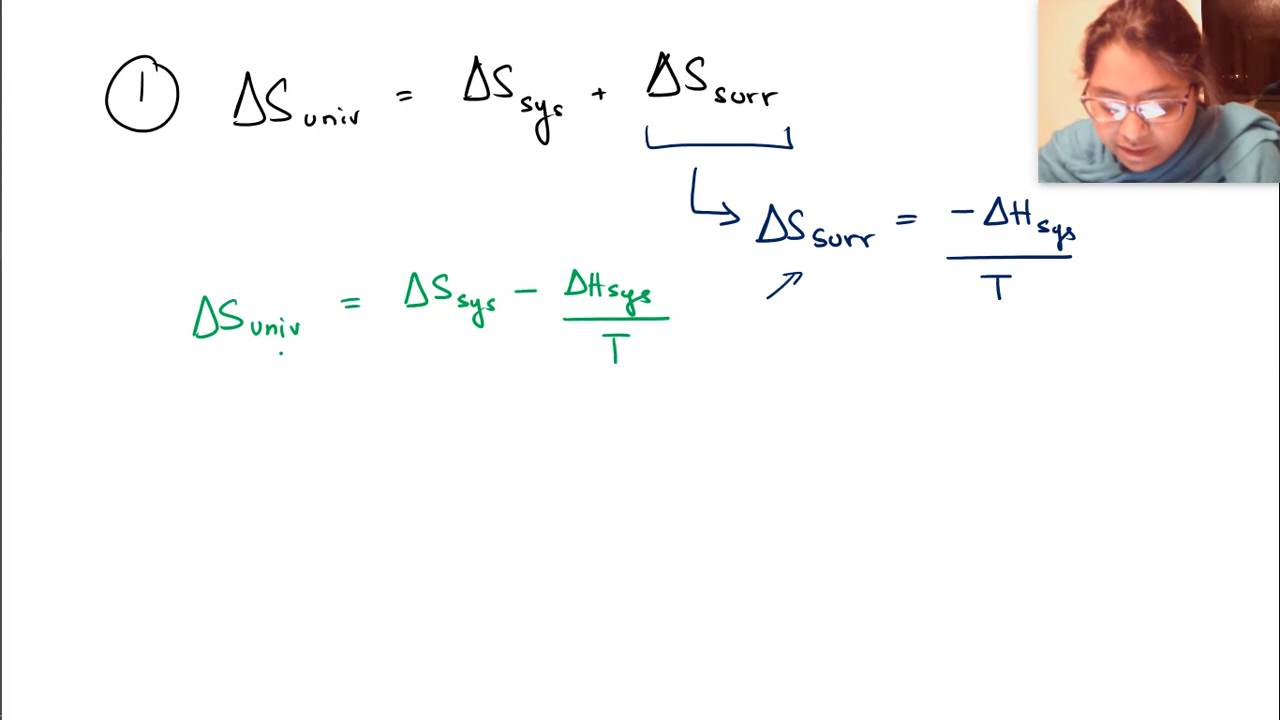 ① ΔS univ = ΔS sys + ΔS surr
ΔS surr = -ΔH sys / T
ΔS univ = ΔS sys - ΔH sys / T